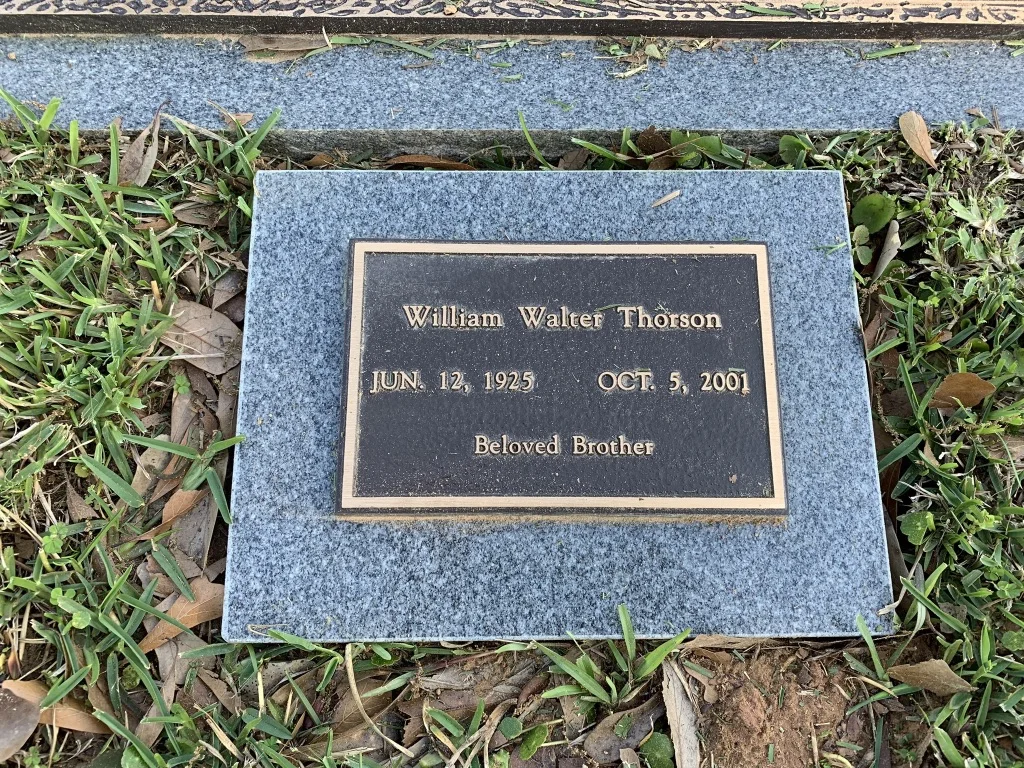 William Walter Thorson
JUN. 12, 1925 OCT. 5, 2001
Beloved Brother